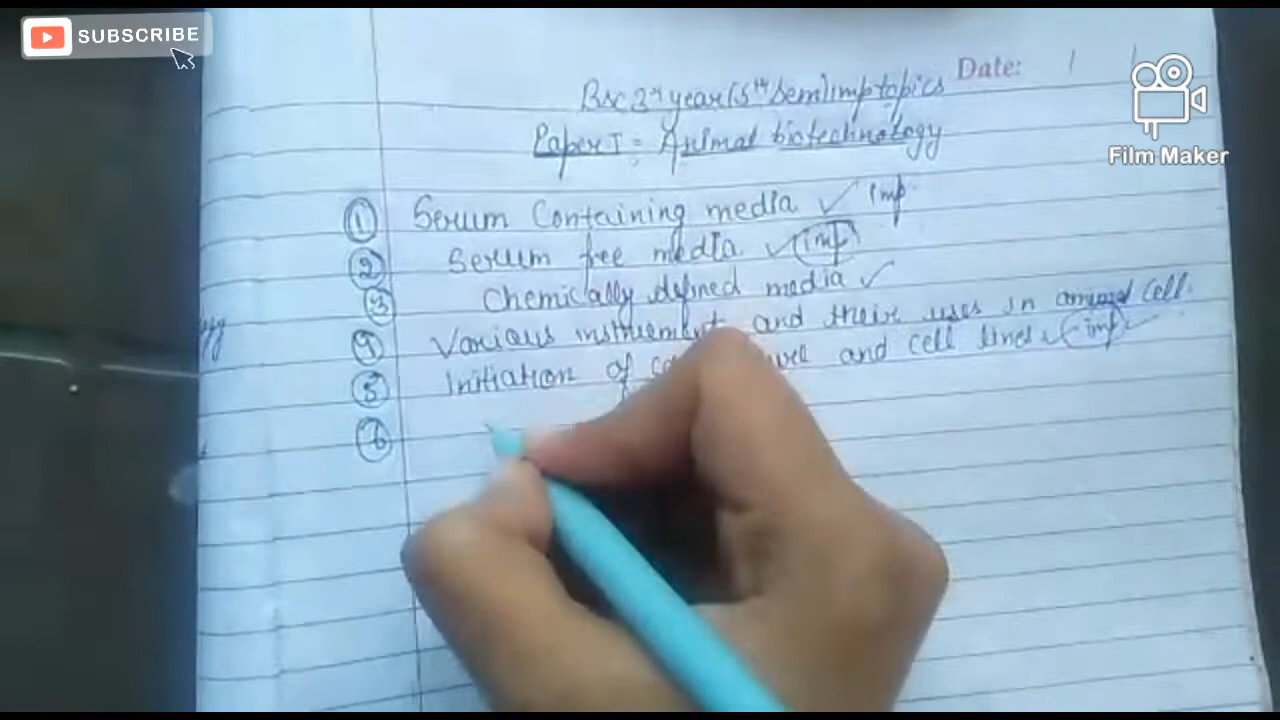 SUBSCRIBE
Date: / /
Film Maker
Bsc 3rd year (5th Sem) imp topics
Paper I = Animal biotechnology
① Serum Containing media ✓ imp
② Serum free media ✓ imp
③ Chemically defined media ✓
④ Various instrument and their uses in animal cell.
⑤ Initiation of and cell lines imp ✓
⑥